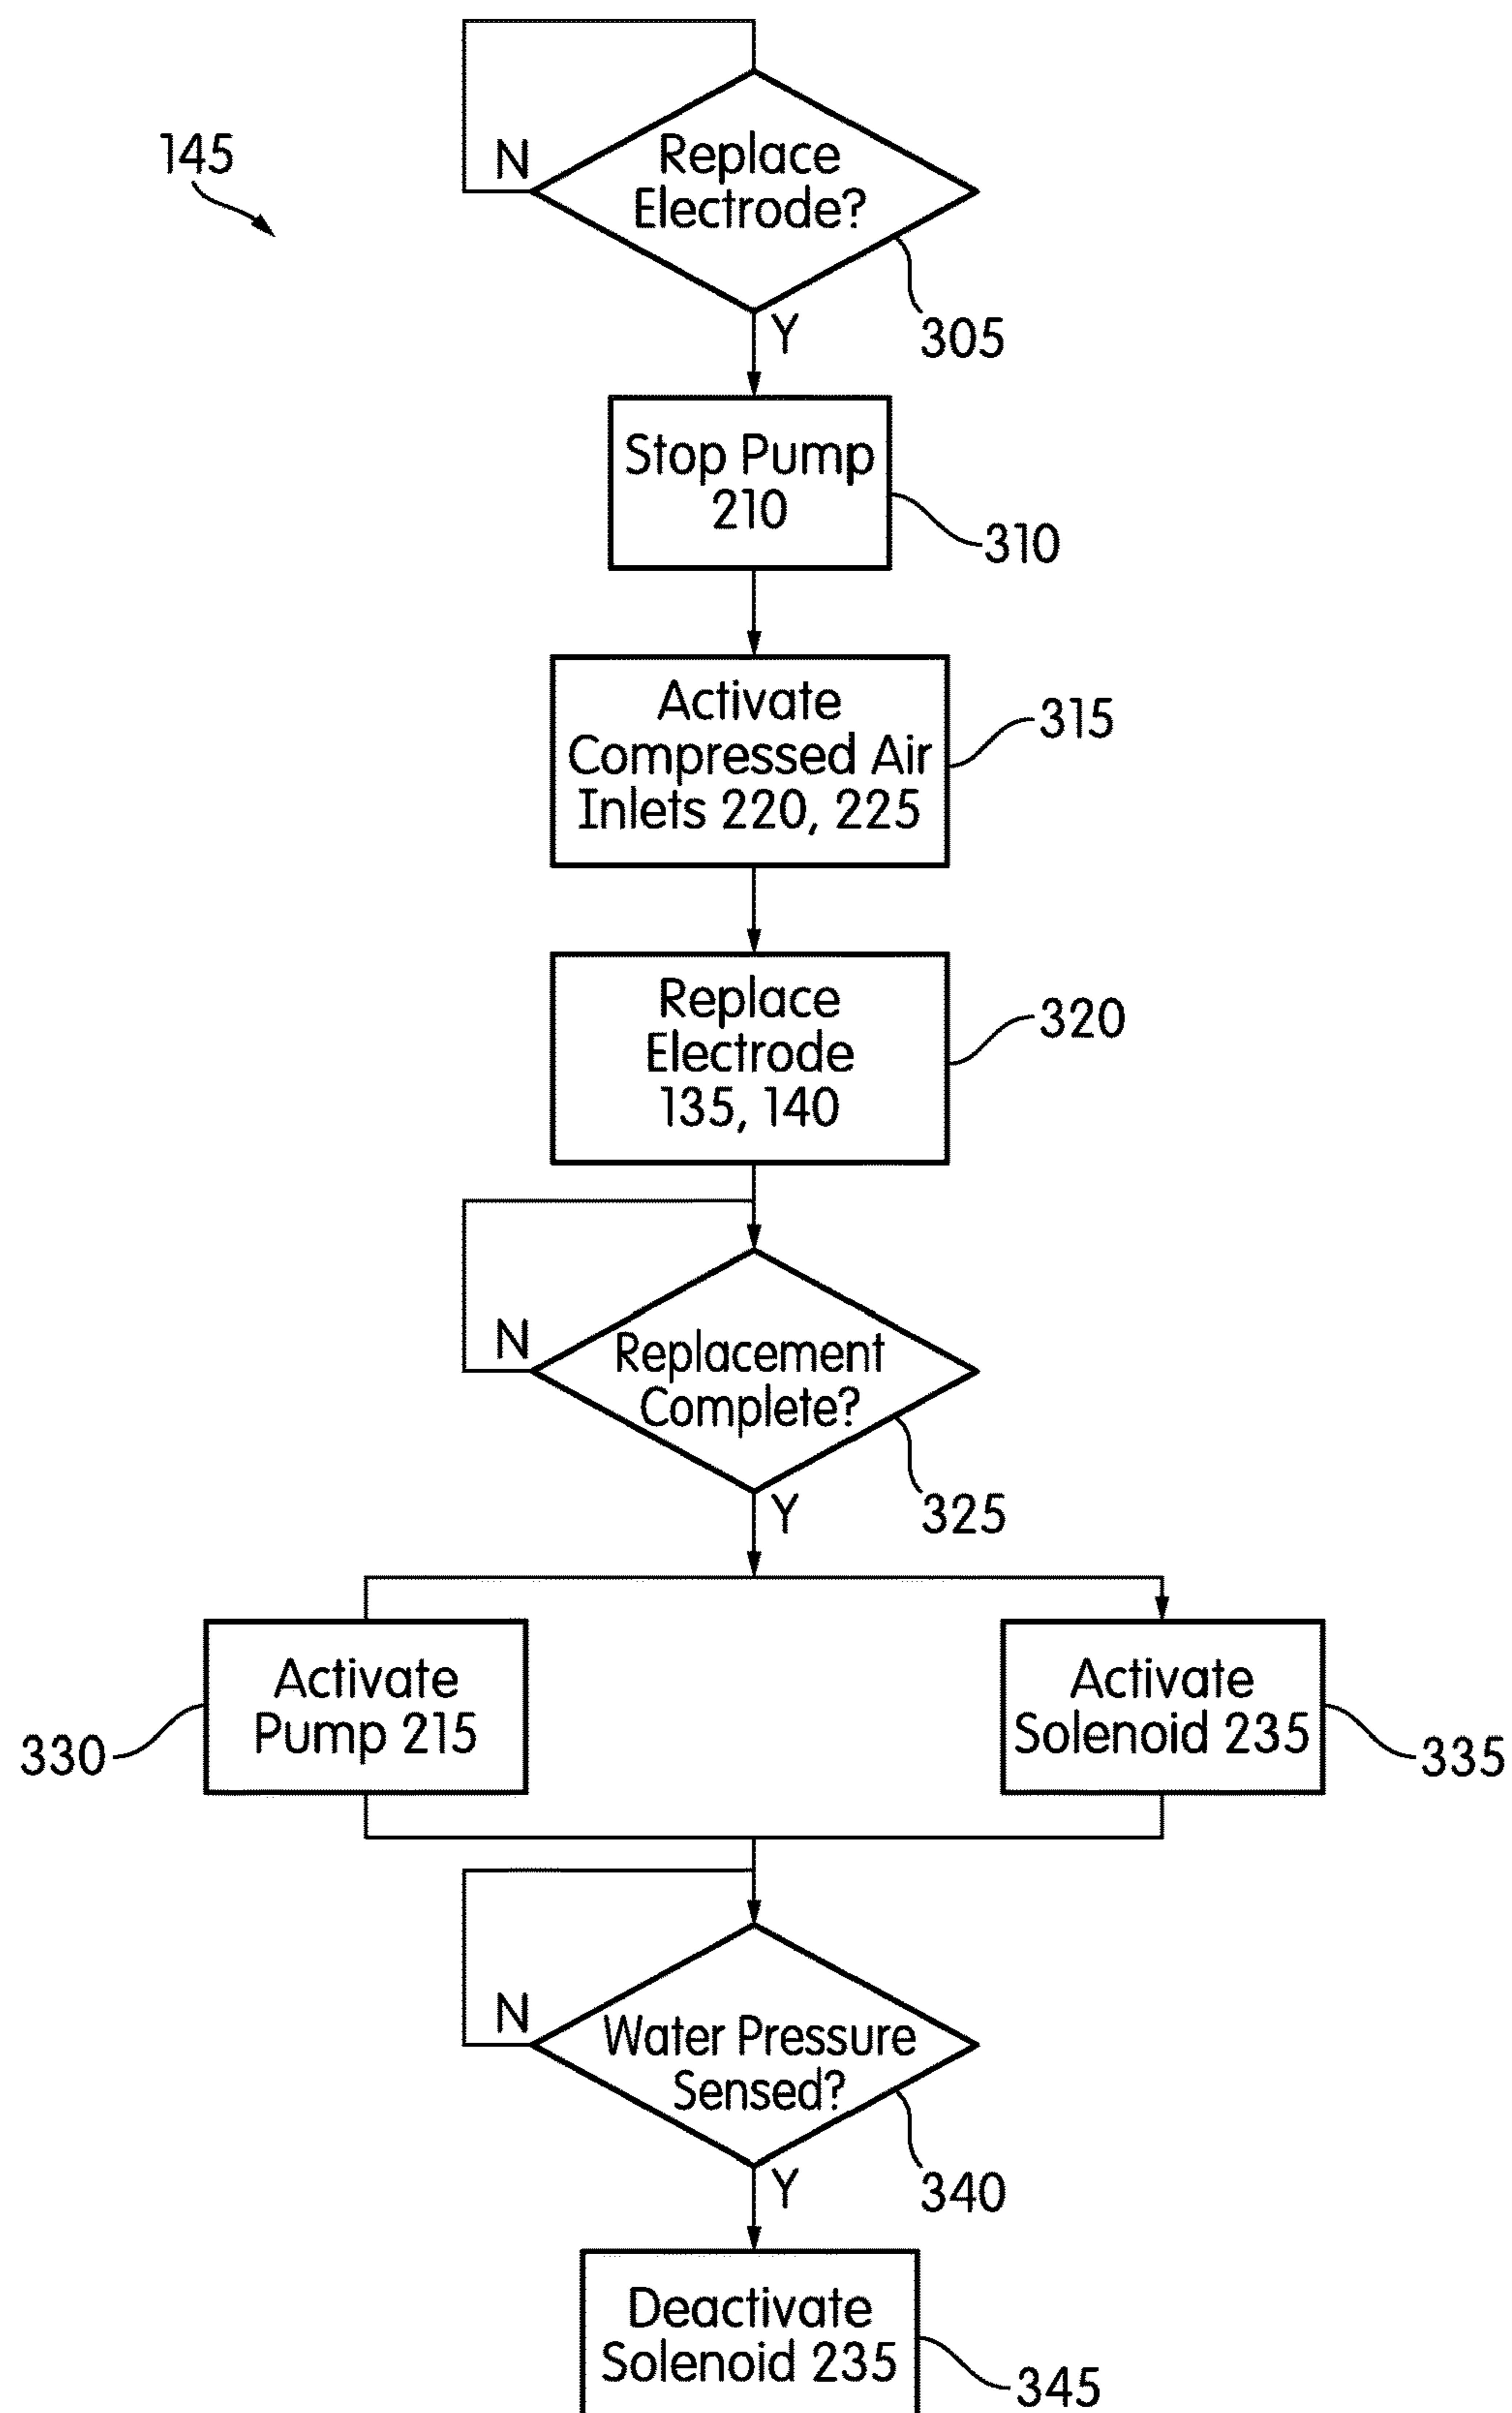 145
N
Replace
Electrode?
305
Y
Stop Pump
210
310
Activate
Compressed Air
Inlets 220, 225
315
Replace
Electrode
135, 140
320
N
Replacement
Complete?
325
Y
Activate
Pump 215
330
Activate
Solenoid 235
335
N
Water Pressure
Sensed?
340
Y
Deactivate
Solenoid 235
345